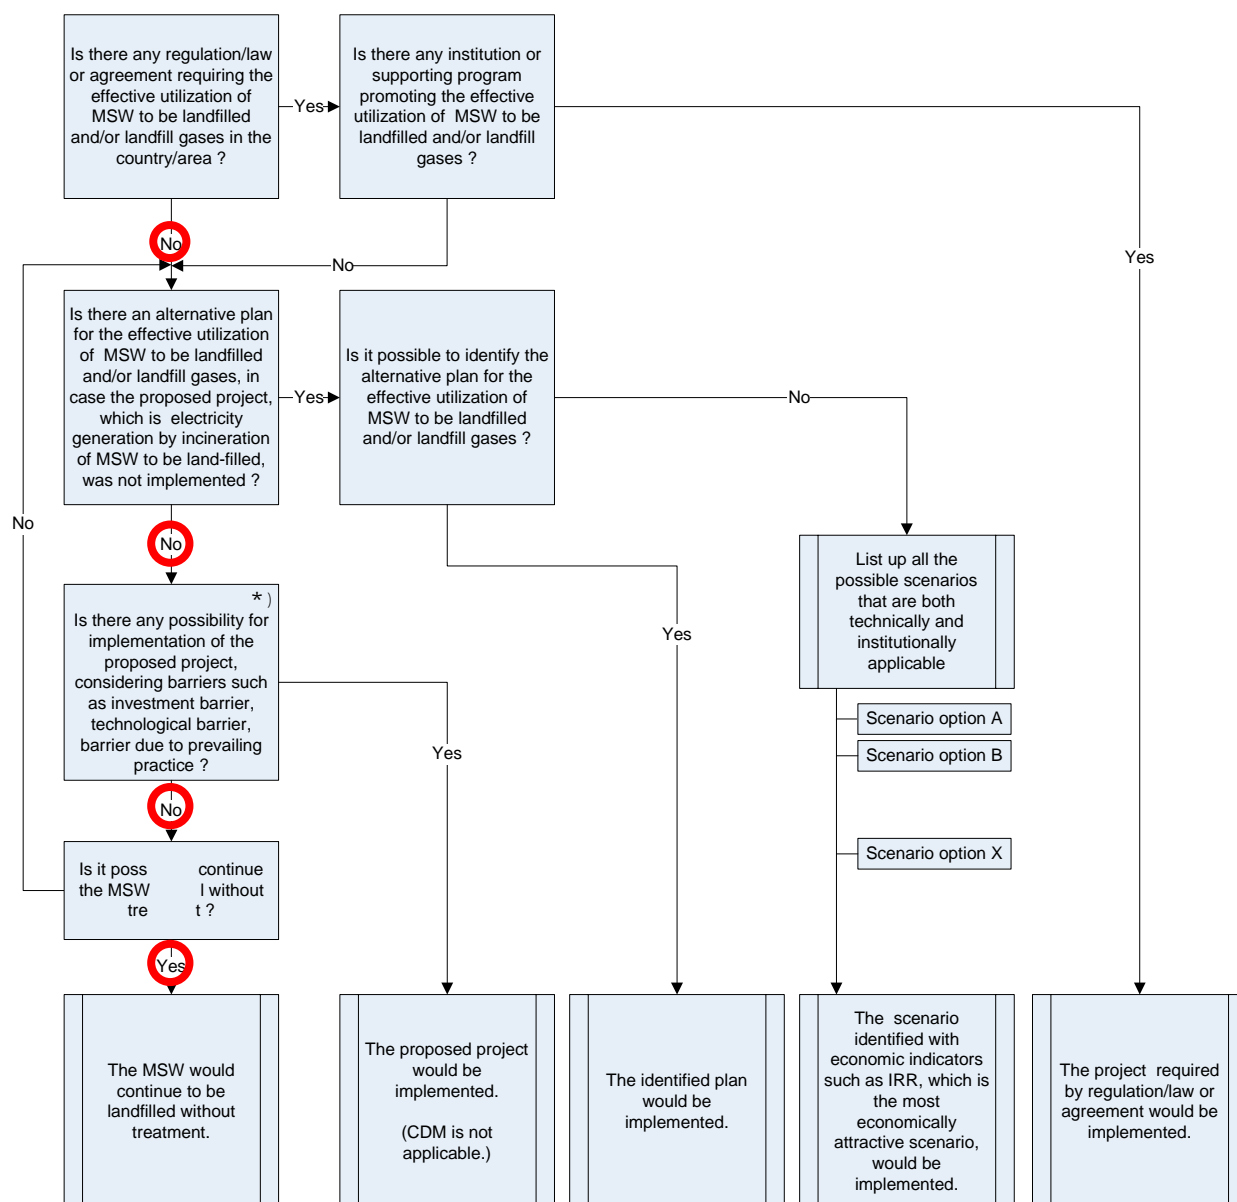 Is there any regulation/law
or agreement requiring the
effective utilization of
MSW to be landfilled
and/or landfill gases in the
country/area ?
Yes
Is there any institution or
supporting program
promoting the effective
utilization of MSW to be
landfilled and/or landfill
gases ?
No
No
Yes
Is there an alternative plan
for the effective utilization
of MSW to be landfilled
and/or landfill gases, in
case the proposed project,
which is electricity
generation by incineration
of MSW to be land-filled,
was not implemented ?
Yes
Is it possible to identify the
alternative plan for the
effective utilization of
MSW to be landfilled
and/or landfill gases ?
No
No
No
List up all the
possible scenarios
that are both
technically and
institutionally
applicable
*)
Is there any possibility for
implementation of the
proposed project,
considering barriers such
as investment barrier,
technological barrier,
barrier due to prevailing
practice ?
Yes
Yes
Scenario option A
Scenario option B
Scenario option X
No
Is it poss continue
the MSW l without
tre t ?
Yes
The MSW would
continue to be
landfilled without
treatment.
The proposed project
would be
implemented.
(CDM is not
applicable.)
The identified plan
would be
implemented.
The scenario
identified with
economic indicators
such as IRR, which is
the most
economically
attractive scenario,
would be
implemented.
The project required
by regulation/law or
agreement would be
implemented.